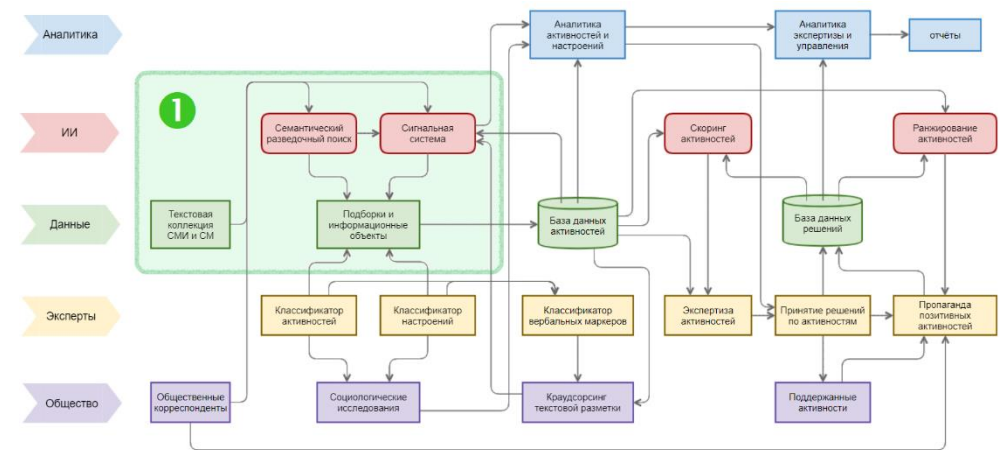 Аналитика
Аналитика
активностей и
настроений
Аналитика
экспертизы и
управления
отчёты
1
ИИ
Семантический
разведочный поиск
Сигнальная
система
Скоринг
активностей
Ранжирование
активностей
Данные
Текстовая
коллекция
СМИ и СМ
Подборки и
информационные
объекты
База данных
активностей
База данных
решений
Эксперты
Классификатор
активностей
Классификатор
настроений
Классификатор
вербальных маркеров
Экспертиза
активностей
Принятие решений
по активностям
Пропаганда
позитивных
активностей
Общество
Общественные
корреспонденты
Социологические
исследования
Краудсорсинг
текстовой разметки
Поддержанные
активности